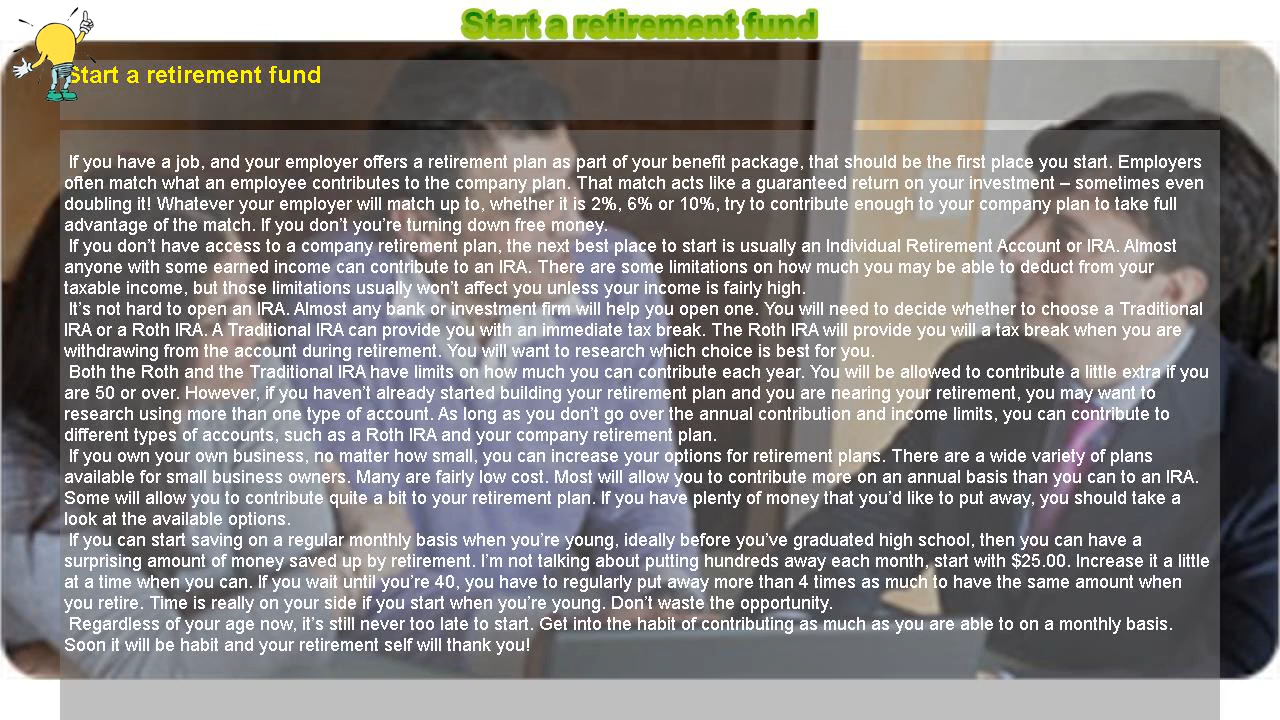 Start a retirement fund
Start a retirement fund
If you have a job, and your employer offers a retirement plan as part of your benefit package, that should be the first place you start. Employers
often match what an employee contributes to the company plan. That match acts like a guaranteed return on your investment – sometimes even
doubling it! Whatever your employer will match up to, whether it is 2%, 6% or 10%, try to contribute enough to your company plan to take full
advantage of the match. If you don’t you’re turning down free money.
If you don’t have access to a company retirement plan, the next best place to start is usually an Individual Retirement Account or IRA. Almost
anyone with some earned income can contribute to an IRA. There are some limitations on how much you may be able to deduct from your
taxable income, but those limitations usually won’t affect you unless your income is fairly high.
It’s not hard to open an IRA. Almost any bank or investment firm will help you open one. You will need to decide whether to choose a Traditional
IRA or a Roth IRA. A Traditional IRA can provide you with an immediate tax break. The Roth IRA will provide you will a tax break when you are
withdrawing from the account during retirement. You will want to research which choice is best for you.
Both the Roth and the Traditional IRA have limits on how much you can contribute each year. You will be allowed to contribute a little extra if you
are 50 or over. However, if you haven’t already started building your retirement plan and you are nearing your retirement, you may want to
research using more than one type of account. As long as you don’t go over the annual contribution and income limits, you can contribute to
different types of accounts, such as a Roth IRA and your company retirement plan.
If you own your own business, no matter how small, you can increase your options for retirement plans. There are a wide variety of plans
available for small business owners. Many are fairly low cost. Most will allow you to contribute more on an annual basis than you can to an IRA.
Some will allow you to contribute quite a bit to your retirement plan. If you have plenty of money that you’d like to put away, you should take a
look at the available options.
If you can start saving on a regular monthly basis when you’re young, ideally before you’ve graduated high school, then you can have a
surprising amount of money saved up by retirement. I’m not talking about putting hundreds away each month, start with $25.00. Increase it a little
at a time when you can. If you wait until you’re 40, you have to regularly put away more than 4 times as much to have the same amount when
you retire. Time is really on your side if you start when you’re young. Don’t waste the opportunity.
Regardless of your age now, it’s still never too late to start. Get into the habit of contributing as much as you are able to on a monthly basis.
Soon it will be habit and your retirement self will thank you!